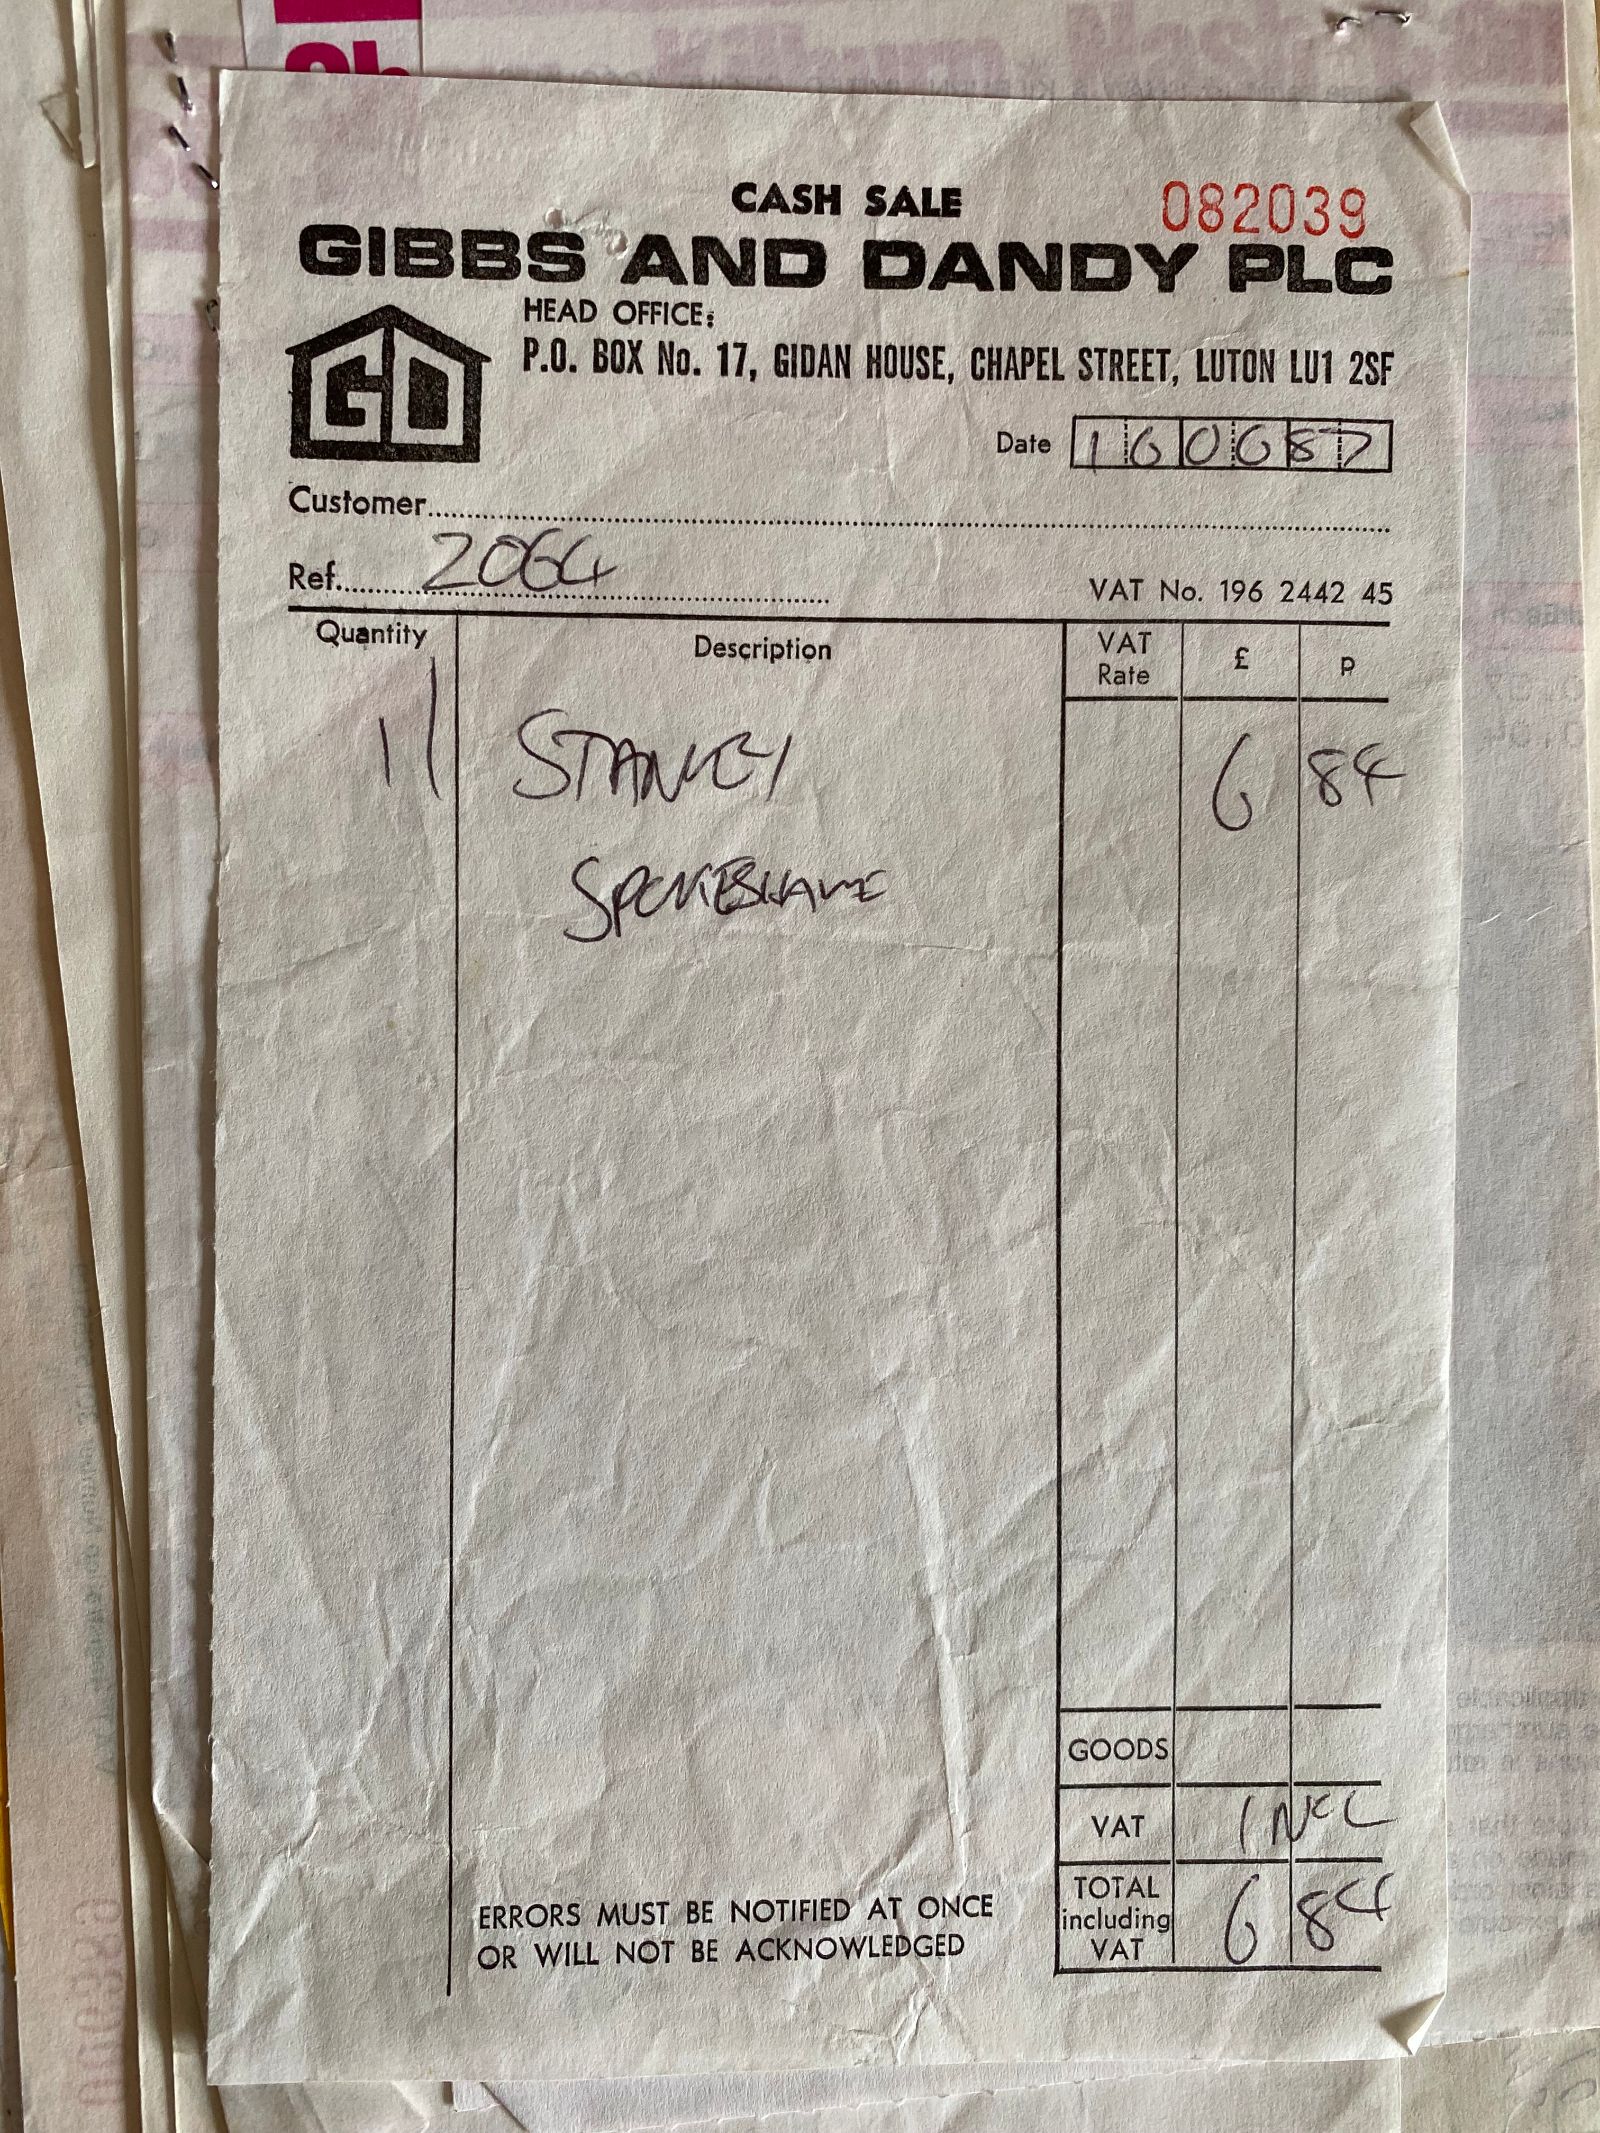 CASH SALE 082039
GIBBS AND DANDY PLC
GD
HEAD OFFICE:
P.O. BOX No. 17, GIDAN HOUSE, CHAPEL STREET, LUTON LU1 2SF
Date 160687
Customer
Ref. 2064 VAT No. 196 2442 45
Quantity Description VAT Rate £ p
1/ STANLEY 6 84
SPOKESHAVE
GOODS
VAT INCL
TOTAL including VAT 6 84
ERRORS MUST BE NOTIFIED AT ONCE
OR WILL NOT BE ACKNOWLEDGED